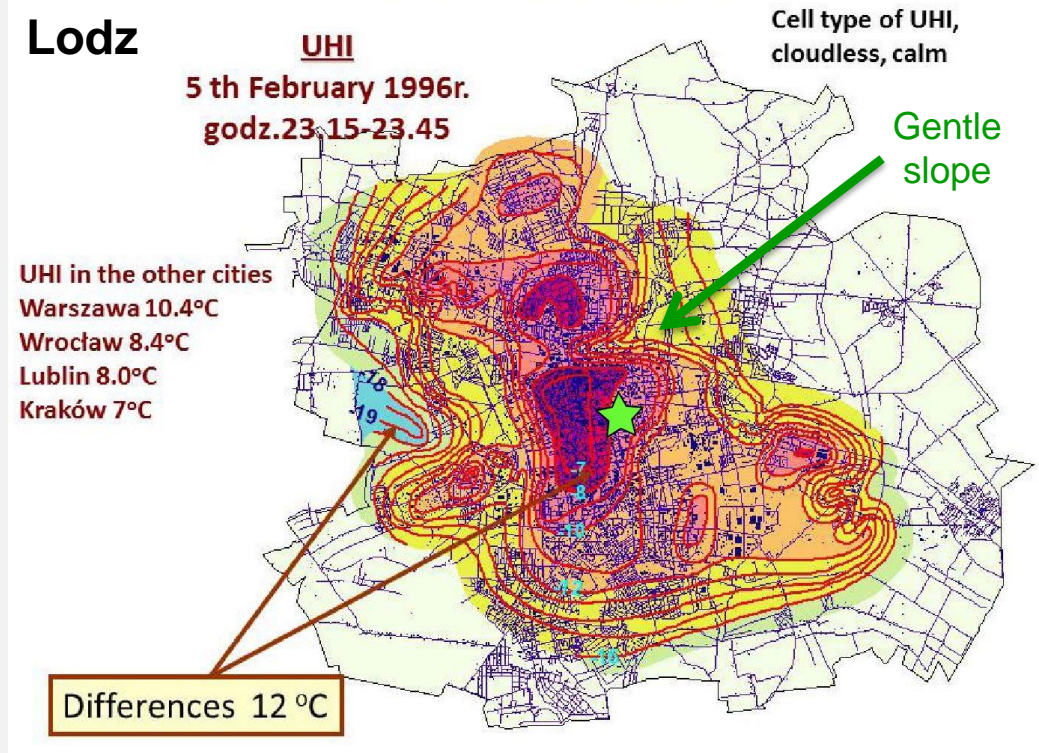 Lodz
UHI
5 th February 1996r.
godz.23.15-23.45
Cell type of UHI,
cloudless, calm
Gentle
slope
UHI in the other cities
Warszawa 10.4°C
Wrocław 8.4°C
Lublin 8.0°C
Kraków 7°C
-18
-19
-7
-8
-10
-12
-16
Differences 12 °C